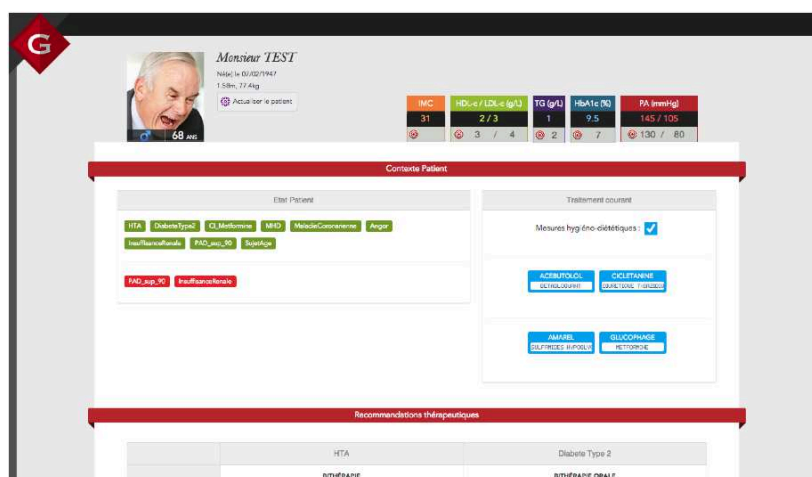 G
Monsieur TEST
Né(e) le 07/02/1947
1.58m, 77.4kg
Actualiser le patient
68 ANS
IMC HDL-c / LDL-c (g/L) TG (g/L) HbA1c (%) PA (mmHg)
31 2 / 3 1 9.5 145 / 105
3 / 4 2 7 130 / 80
Contexte Patient
Etat Patient
Traitement courant
HTA DiabeteType2 CI_Metformine MHD MaladieCoronarienne Angor
InsuffisanceRenale PAD_sup_90 SujetAge
Mesures hygiéno-diététiques :
PAD_sup_90 InsuffisanceRenale
ACEBUTOLOL CICLETANINE
AMAREL GLUCOPHAGE
METFORMINE
Recommandations thérapeutiques
HTA Diabete Type 2
BITHÉRAPIE BITHÉRAPIE ORALE